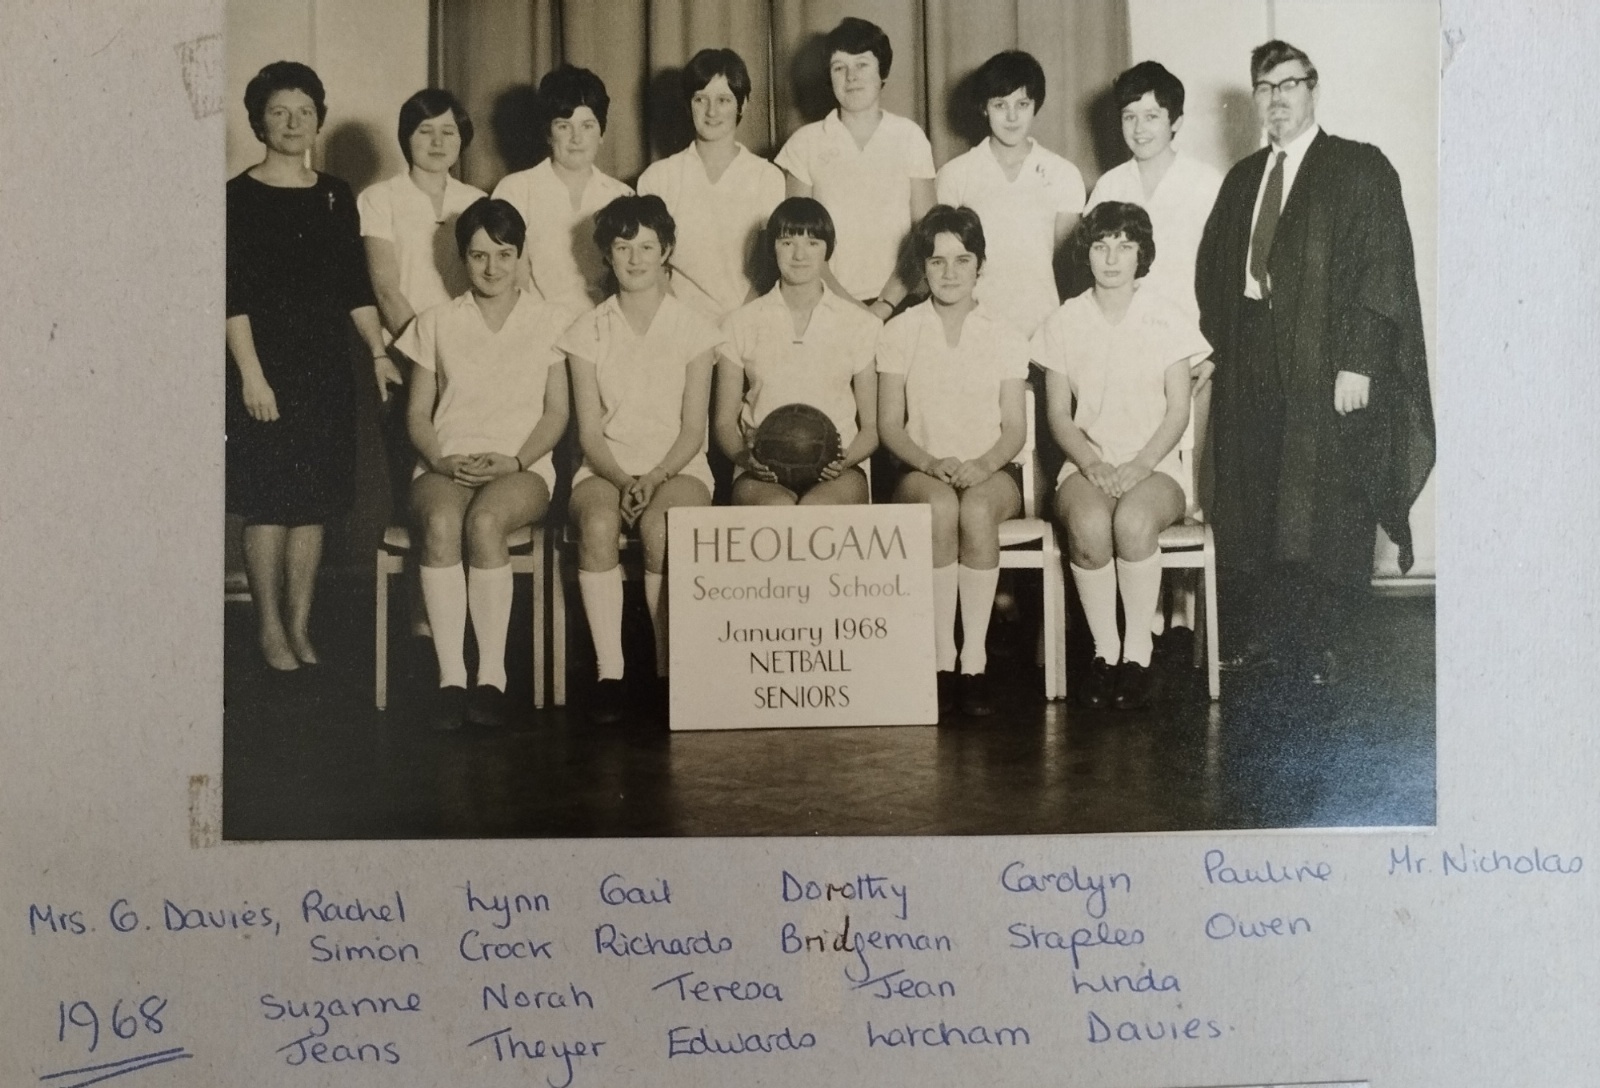 HEOLGAM
Secondary School.
January 1968
NETBALL
SENIORS
Mrs. G. Davies, Rachel Lynn Gail Dorothy Carolyn Pauline Mr. Nicholas
Simon Crock Richards Bridgeman Staples Owen
1968 Suzanne Norah Teresa Jean Linda
Jeans Theyer Edwards Larcham Davies.